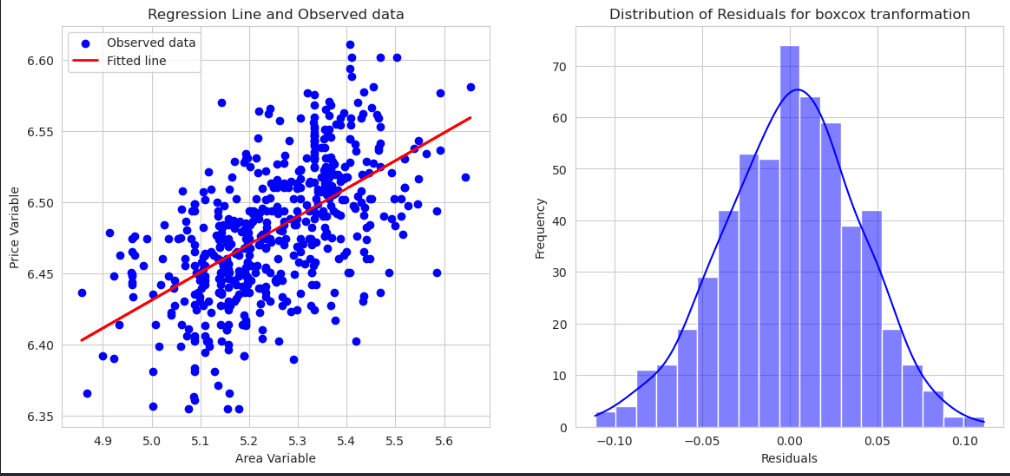 Regression Line and Observed data
Observed data
Fitted line
6.60
6.55
6.50
6.45
6.40
6.35
Price Variable
4.9 5.0 5.1 5.2 5.3 5.4 5.5 5.6
Area Variable
Distribution of Residuals for boxcox tranformation
70
60
50
40
30
20
10
0
Frequency
−0.10 −0.05 0.00 0.05 0.10
Residuals